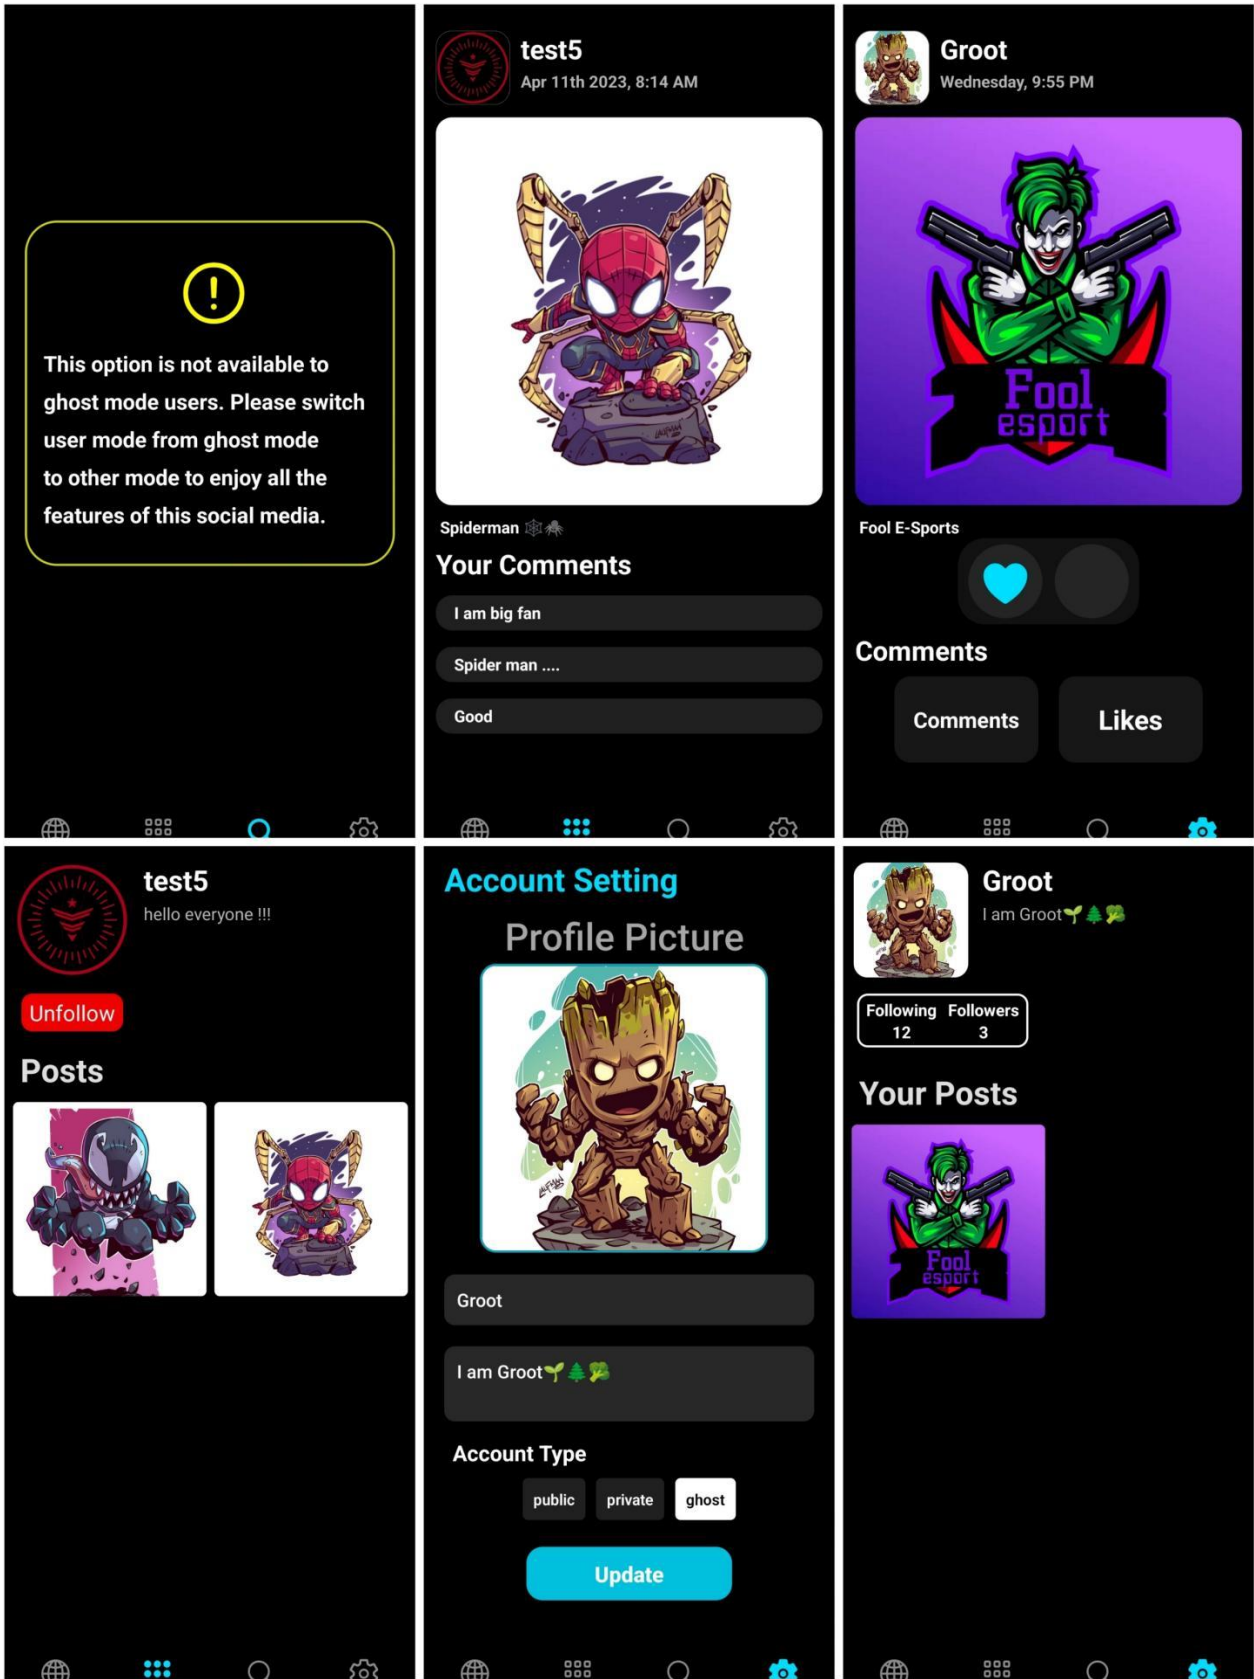 This option is not available to
ghost mode users. Please switch
user mode from ghost mode
to other mode to enjoy all the
features of this social media.
test5
Apr 11th 2023, 8:14 AM
Spiderman 🕸️🕷️
Your Comments
I am big fan
Spider man ....
Good
Groot
Wednesday, 9:55 PM
Fool
esport
Fool E-Sports
Comments
Comments
Likes
test5
hello everyone !!!
Unfollow
Posts
Account Setting
Profile Picture
Groot
I am Groot🌱🌲🥦
Account Type
public private ghost
Update
Groot
I am Groot🌱🌲🥦
Following Followers
12 3
Your Posts
Fool
esport